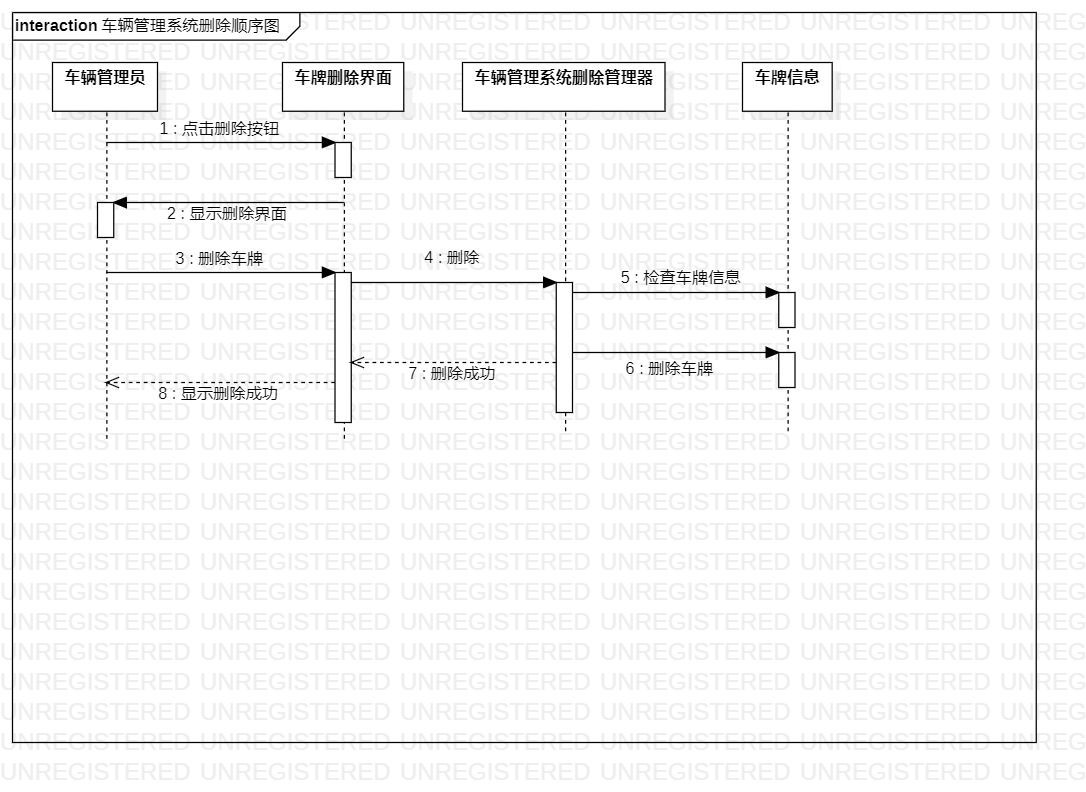 interaction 车辆管理系统删除顺序图
车辆管理员
车牌删除界面
车辆管理系统删除管理器
车牌信息
1 : 点击删除按钮
2 : 显示删除界面
3 : 删除车牌
4 : 删除
5 : 检查车牌信息
6 : 删除车牌
7 : 删除成功
8 : 显示删除成功
UNREGISTERED UNREGISTERED UNREGISTERED UNREGISTERED UNREGISTERED UNREG